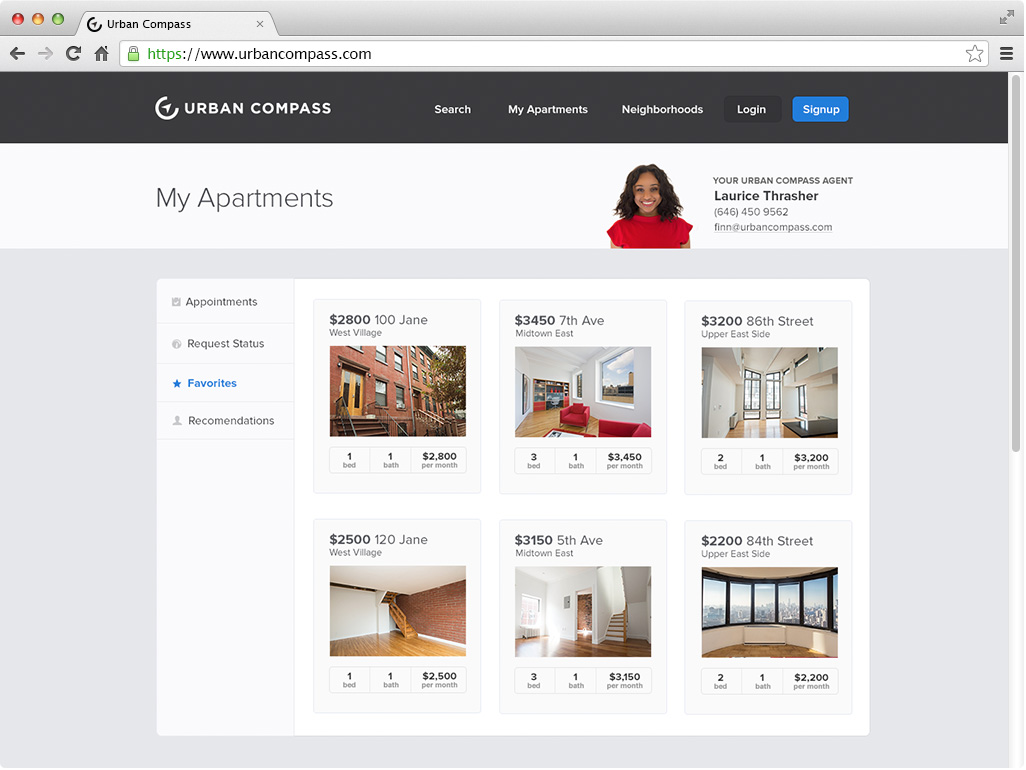 Urban Compass
https://www.urbancompass.com
URBAN COMPASS
Search
My Apartments
Neighborhoods
Login
Signup
My Apartments
YOUR URBAN COMPASS AGENT
Laurice Thrasher
(646) 450 9562
finn@urbancompass.com
Appointments
Request Status
Favorites
Recomendations
$2800 100 Jane
West Village
1 1 $2,800
bed bath per month
$3450 7th Ave
Midtown East
3 1 $3,450
bed bath per month
$3200 86th Street
Upper East Side
2 1 $3,200
bed bath per month
$2500 120 Jane
West Village
1 1 $2,500
bed bath per month
$3150 5th Ave
Midtown East
3 1 $3,150
bed bath per month
$2200 84th Street
Upper East Side
2 1 $2,200
bed bath per month